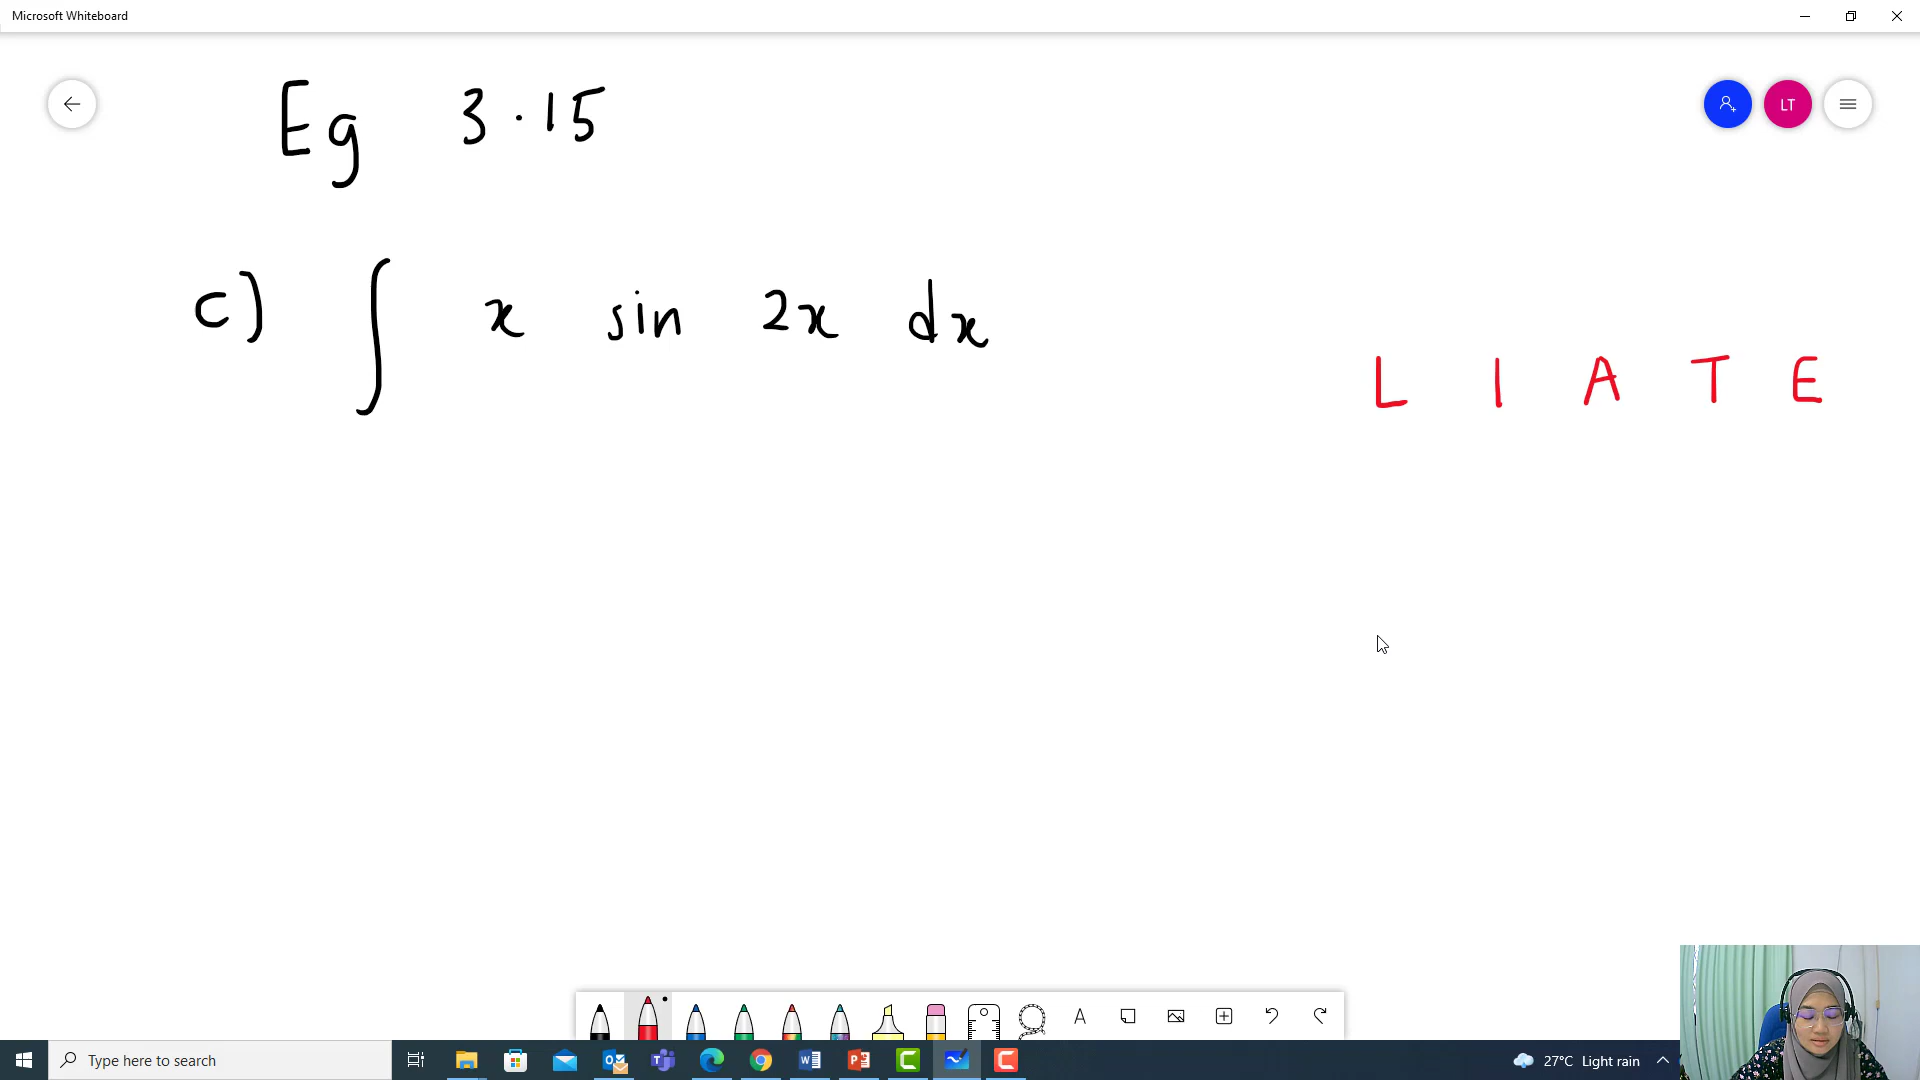 Microsoft Whiteboard
Eg 3.15
LT
c) ∫ x sin 2x dx
L I A T E
A
Type here to search
27°C Light rain